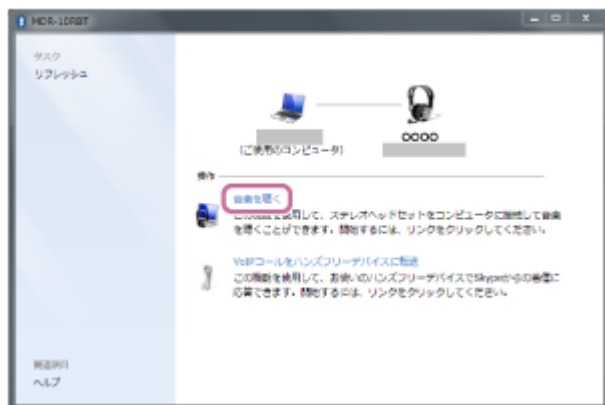 MDR-10RBT
タスク
リフレッシュ
○○○○
(ご使用のコンピュータ)
操作
音楽を聴く
この機能を使用して、ステレオヘッドセットをコンピュータに接続して音楽
を聴くことができます。開始するには、リンクをクリックしてください。
VoIPコールをハンズフリーデバイスに転送
この機能を使用して、お使いのハンズフリーデバイスでSkypeからの着信に
応答できます。開始するには、リンクをクリックしてください。
関連項目
ヘルプ